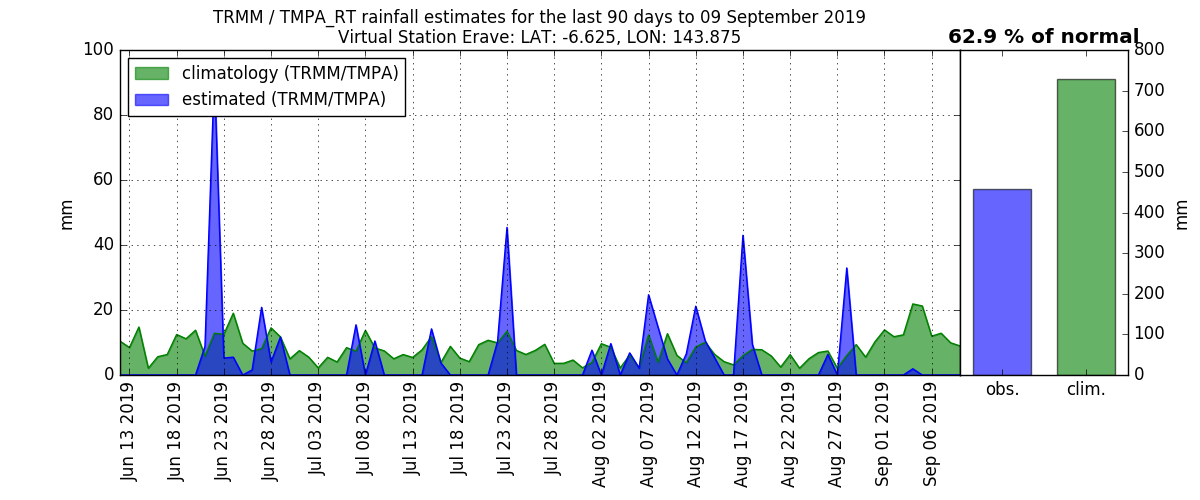 TRMM / TMPA_RT rainfall estimates for the last 90 days to 09 September 2019
Virtual Station Erave: LAT: -6.625, LON: 143.875
62.9 % of normal
climatology (TRMM/TMPA)
estimated (TRMM/TMPA)
100
80
60
40
20
0
mm
Jun 13 2019
Jun 18 2019
Jun 23 2019
Jun 28 2019
Jul 03 2019
Jul 08 2019
Jul 13 2019
Jul 18 2019
Jul 23 2019
Aug 02 2019
Aug 07 2019
Aug 12 2019
Aug 17 2019
Aug 22 2019
Aug 27 2019
Sep 01 2019
Sep 06 2019
800
700
600
500
400
300
200
100
0
mm
obs.
clim.